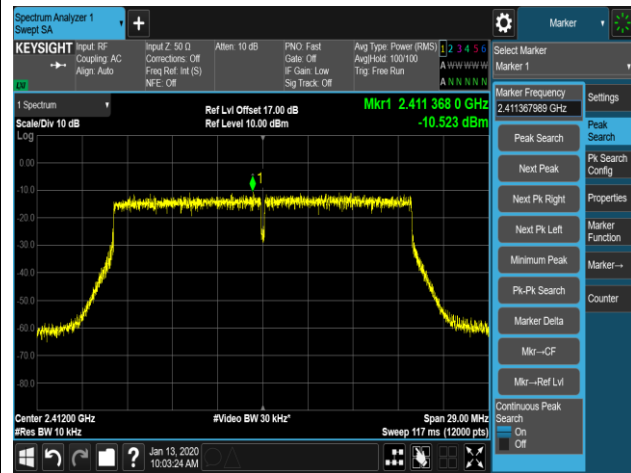 Spectrum Analyzer 1
Swept SA
Marker
KEYSIGHT
Input: RF
Coupling: AC
Align: Auto
Input Z: 50 Ω
Corrections: Off
Freq Ref: Int (S)
NFE: Off
Atten: 10 dB
PNO: Fast
Gate: Off
IF Gain: Low
Sig Track: Off
Avg Type: Power (RMS)
Avg|Hold: 100/100
Trig: Free Run
1 2 3 4 5 6
A W W W W W
A N N N N N
Select Marker
Marker 1
LXI
1 Spectrum
Scale/Div 10 dB
Log
Ref Lvl Offset 17.00 dB
Ref Level 10.00 dBm
Mkr1 2.411 368 0 GHz
-10.523 dBm
Marker Frequency
2.411367989 GHz
Settings
Peak Search
Peak
Search
Next Peak
Pk Search
Config
Next Pk Right
Properties
Next Pk Left
Marker
Function
Minimum Peak
Marker→
Pk-Pk Search
Counter
Marker Delta
Mkr→CF
Mkr→Ref Lvl
Continuous Peak
Search
On
Off
1
0.00
-10.0
-20.0
-30.0
-40.0
-50.0
-60.0
-70.0
-80.0
Center 2.41200 GHz
#Res BW 10 kHz
#Video BW 30 kHz*
Span 29.00 MHz
Sweep 117 ms (12000 pts)
?
Jan 13, 2020
10:03:24 AM